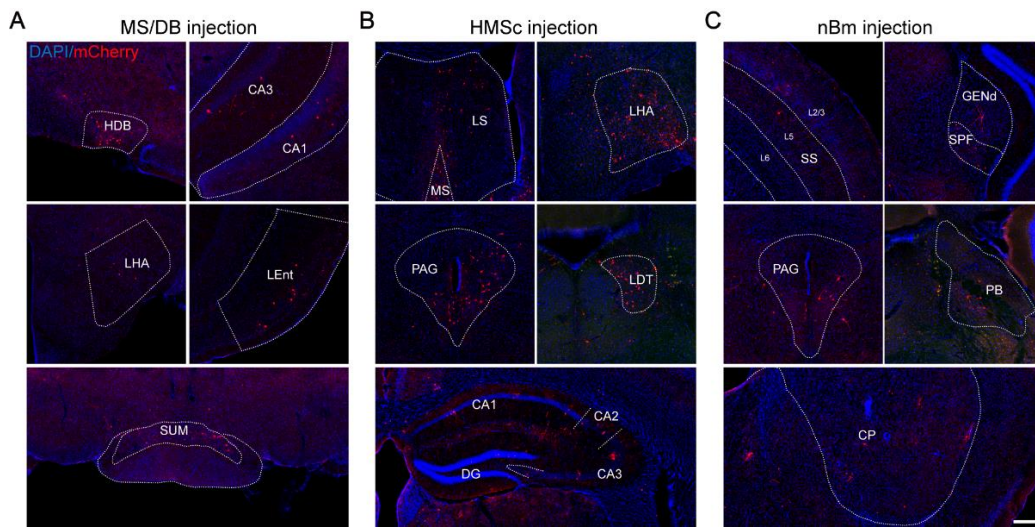 A MS/DB injection
B HMSc injection
C nBm injection
DAPI/mCherry
HDB
CA3
CA1
LHA
LEnt
SUM
LS
MS
LHA
PAG
LDT
CA1
CA2
DG
CA3
L2/3
L5
L6
SS
GENd
SPF
PAG
PB
CP